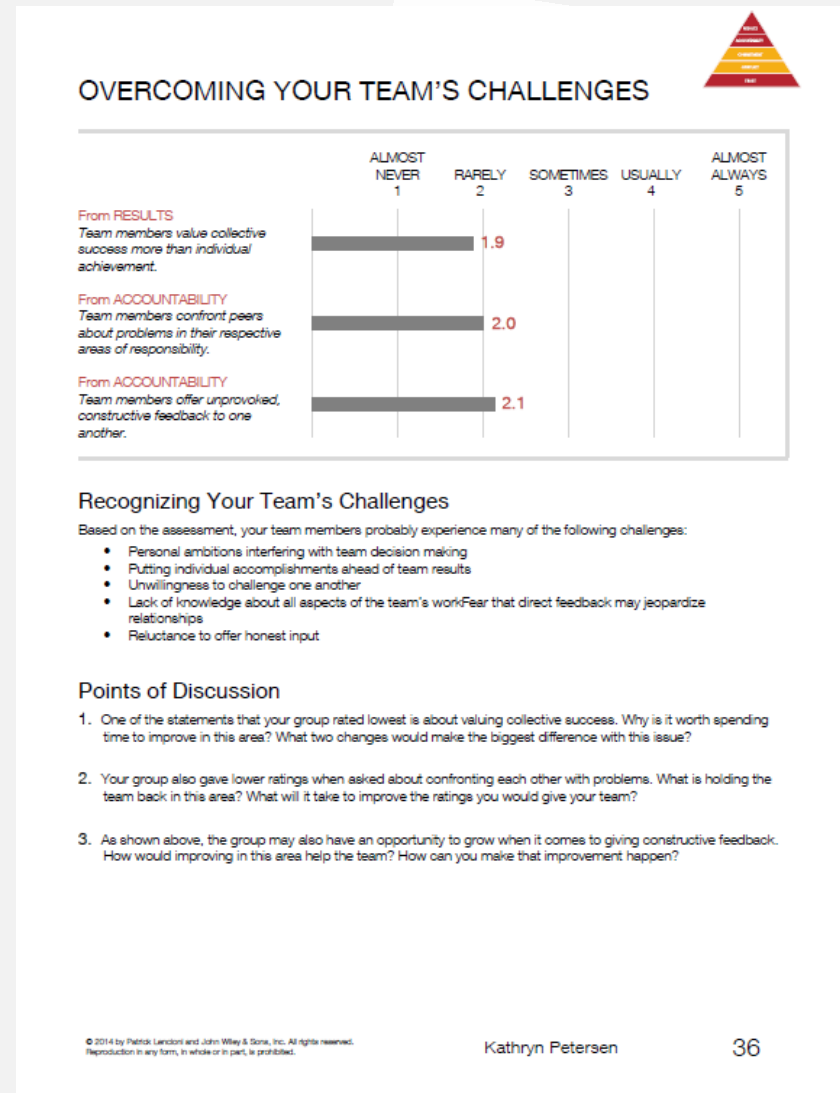 RESULTS
ACCOUNTABILITY
COMMITMENT
CONFLICT
TRUST
OVERCOMING YOUR TEAM'S CHALLENGES
ALMOST NEVER 1
RARELY 2
SOMETIMES 3
USUALLY 4
ALMOST ALWAYS 5
From RESULTS
Team members value collective
success more than individual
achievement.
1.9
From ACCOUNTABILITY
Team members confront peers
about problems in their respective
areas of responsibility.
2.0
From ACCOUNTABILITY
Team members offer unprovoked,
constructive feedback to one
another.
2.1
Recognizing Your Team's Challenges
Based on the assessment, your team members probably experience many of the following challenges:
• Personal ambitions interfering with team decision making
• Putting individual accomplishments ahead of team results
• Unwillingness to challenge one another
• Lack of knowledge about all aspects of the team's workFear that direct feedback may jeopardize
relationships
• Reluctance to offer honest input
Points of Discussion
1. One of the statements that your group rated lowest is about valuing collective success. Why is it worth spending
time to improve in this area? What two changes would make the biggest difference with this issue?
2. Your group also gave lower ratings when asked about confronting each other with problems. What is holding the
team back in this area? What will it take to improve the ratings you would give your team?
3. As shown above, the group may also have an opportunity to grow when it comes to giving constructive feedback.
How would improving in this area help the team? How can you make that improvement happen?
© 2014 by Patrick Lencioni and John Wiley & Sons, Inc. All rights reserved.
Reproduction in any form, in whole or in part, is prohibited.
Kathryn Petersen
36